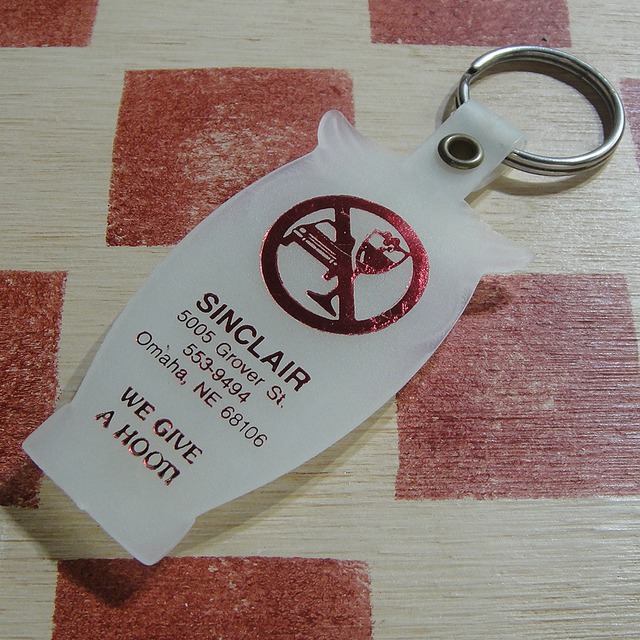 SINCLAIR
5005 Grover St.
553-9494
Omaha, NE 68106
WE GIVE
A HOOT!